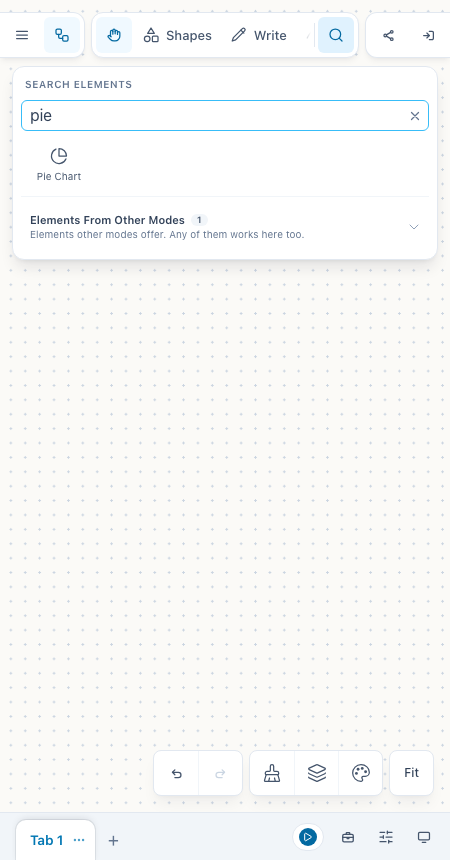 Shapes
Write
SEARCH ELEMENTS
pie
Pie Chart
Elements From Other Modes 1
Elements other modes offer. Any of them works here too.
Fit
Tab 1